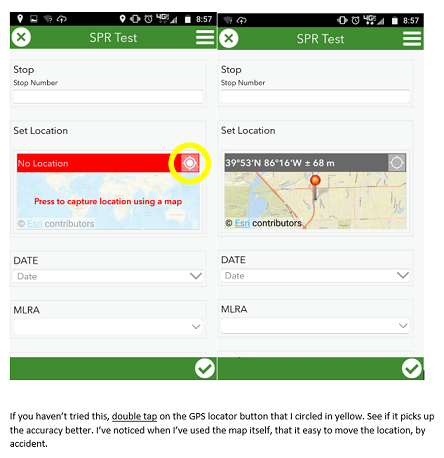 4G 8:57
SPR Test
Stop
Stop Number
Set Location
No Location
Press to capture location using a map
© Esri contributors
DATE
Date
MLRA
4G 8:57
SPR Test
Stop
Stop Number
Set Location
39°53'N 86°16'W ± 68 m
© Esri contributors
DATE
Date
MLRA
If you haven't tried this, double tap on the GPS locator button that I circled in yellow. See if it picks up
the accuracy better. I've noticed when I've used the map itself, that it easy to move the location, by
accident.